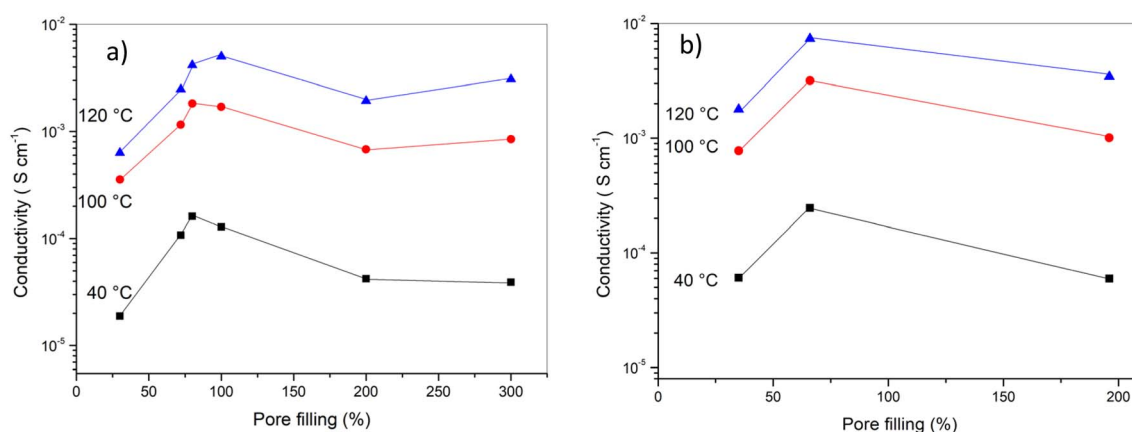 a)
10⁻²
10⁻³
10⁻⁴
10⁻⁵
Conductivity ( S cm⁻¹)
120 °C
100 °C
40 °C
0 50 100 150 200 250 300
Pore filling (%)
b)
10⁻²
10⁻³
10⁻⁴
10⁻⁵
Conductivity ( S cm⁻¹)
120 °C
100 °C
40 °C
0 50 100 150 200
Pore filling (%)